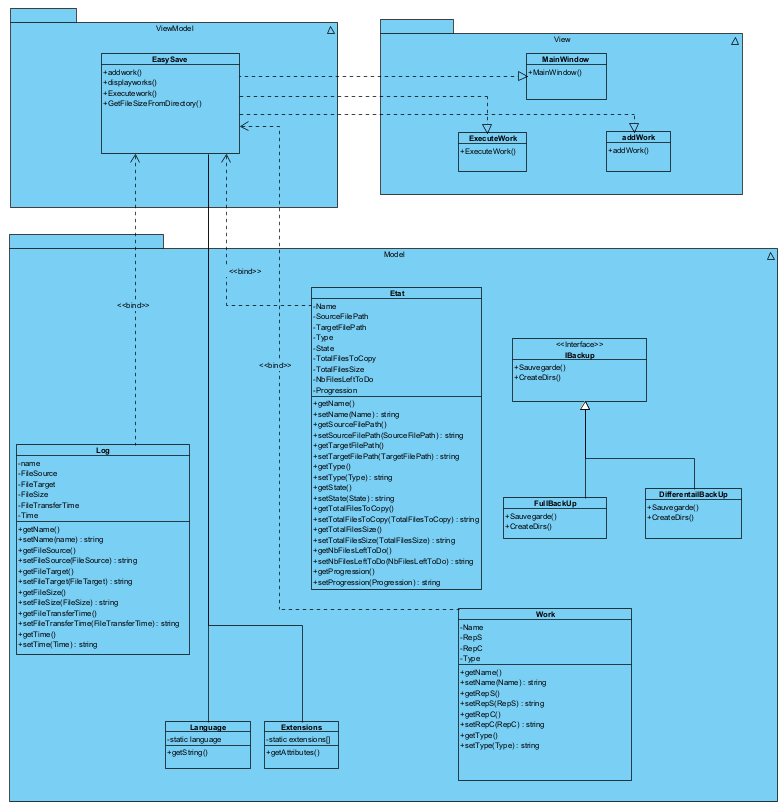 ViewModel
EasySave
+addwork()
+displayworks()
+Executework()
+GetFileSizeFromDirectory()
View
MainWindow
+MainWindow()
ExecuteWork
+ExecuteWork()
addWork
+addWork()
Model
<<bind>>
<<bind>>
<<bind>>
Etat
-Name
-SourceFilePath
-TargetFilePath
-Type
-State
-TotalFilesToCopy
-TotalFilesSize
-NbFilesLeftToDo
-Progression
+getName()
+setName(Name) : string
+getSourceFilePath()
+setSourceFilePath(SourceFilePath) : string
+getTargetFilePath()
+setTargetFilePath(TargetFilePath) : string
+getType()
+setType(Type) : string
+getState()
+setState(State) : string
+getTotalFilesToCopy()
+setTotalFilesToCopy(TotalFilesToCopy) : string
+getTotalFilesSize()
+setTotalFilesSize(TotalFilesSize) : string
+getNbFilesLeftToDo()
+setNbFilesLeftToDo(NbFilesLeftToDo) : string
+getProgression()
+setProgression(Progression) : string
<<Interface>>
IBackup
+Sauvegarde()
+CreateDirs()
FullBackUp
+Sauvegarde()
+CreateDirs()
DifferentailBackUp
+Sauvegarde()
+CreateDirs()
Log
-name
-FileSource
-FileTarget
-FileSize
-FileTransferTime
-Time
+getName()
+setName(name) : string
+getFileSource()
+setFileSource(FileSource) : string
+getFileTarget()
+setFileTarget(FileTarget) : string
+getFileSize()
+setFileSize(FileSize) : string
+getFileTransferTime()
+setFileTransferTime(FileTransferTime) : string
+getTime()
+setTime(Time) : string
Work
-Name
-RepS
-RepC
-Type
+getName()
+setName(Name) : string
+getRepS()
+setRepS(RepS) : string
+getRepC()
+setRepC(RepC) : string
+getType()
+setType(Type) : string
Language
-static language
+getString()
Extensions
-static extensions[]
+getAttributes()